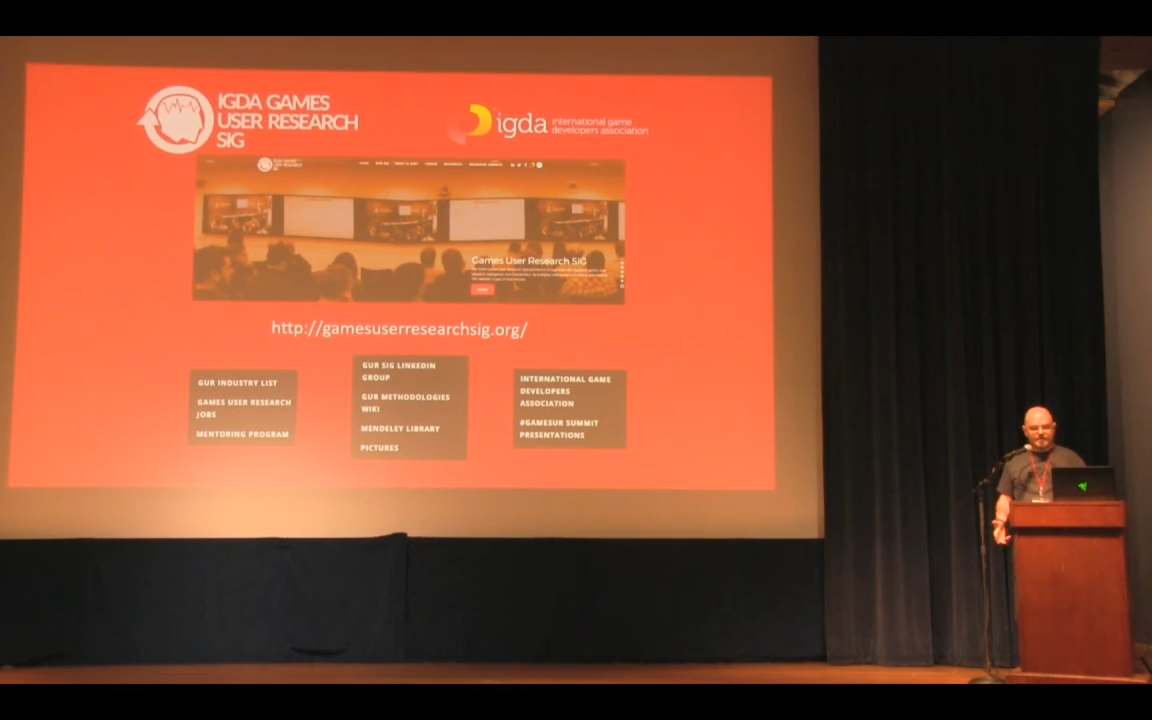 IGDA GAMES
USER RESEARCH
SIG
igda international game
developers association
Games User Research SIG
http://gamesuserresearchsig.org/
GUR INDUSTRY LIST
GAMES USER RESEARCH
JOBS
MENTORING PROGRAM
GUR SIG LINKEDIN
GROUP
GUR METHODOLOGIES
WIKI
MENDELEY LIBRARY
PICTURES
INTERNATIONAL GAME
DEVELOPERS
ASSOCIATION
#GAMESUR SUMMIT
PRESENTATIONS